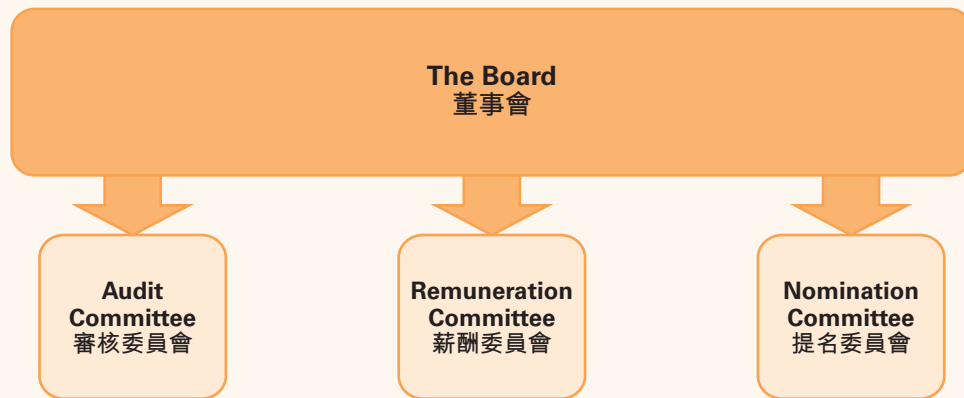 The Board
董事會
Audit
Committee
審核委員會
Remuneration
Committee
薪酬委員會
Nomination
Committee
提名委員會